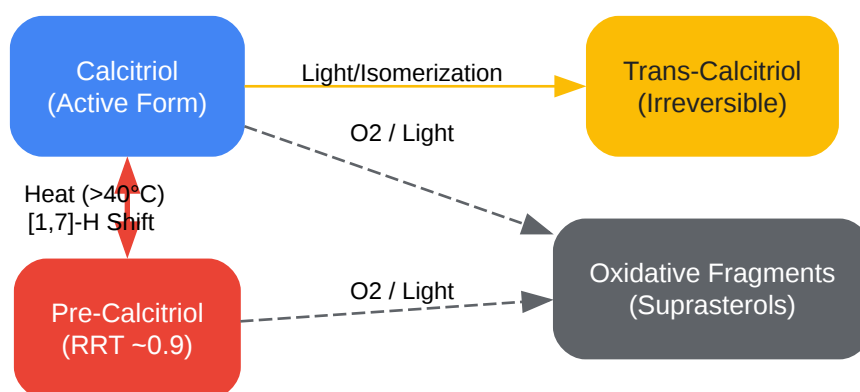 Calcitriol
(Active Form)
Light/Isomerization
Trans-Calcitriol
(Irreversible)
O2 / Light
Heat (>40°C)
[1,7]-H Shift
Oxidative Fragments
(Suprasterols)
O2 / Light
Pre-Calcitriol
(RRT ~0.9)